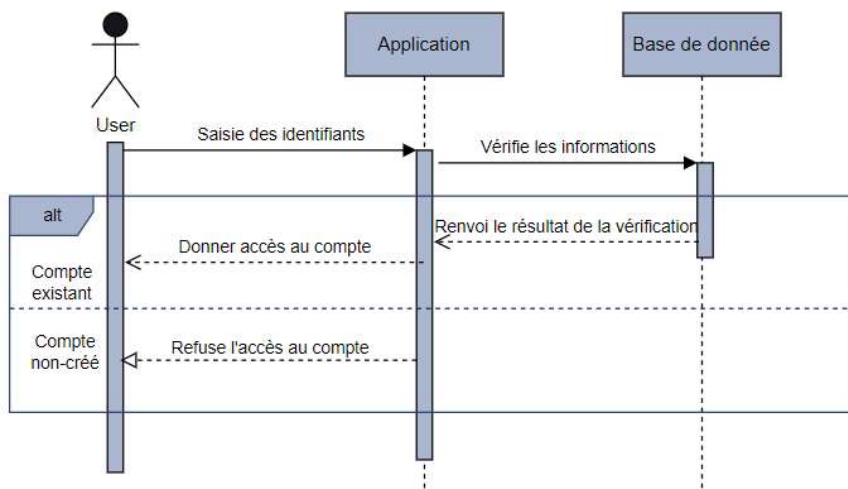 Application
Base de donnée
User
Saisie des identifiants
Vérifie les informations
alt
Renvoi le résultat de la vérification
Donner accès au compte
Compte
existant
Compte
non-créé
Refuse l'accès au compte